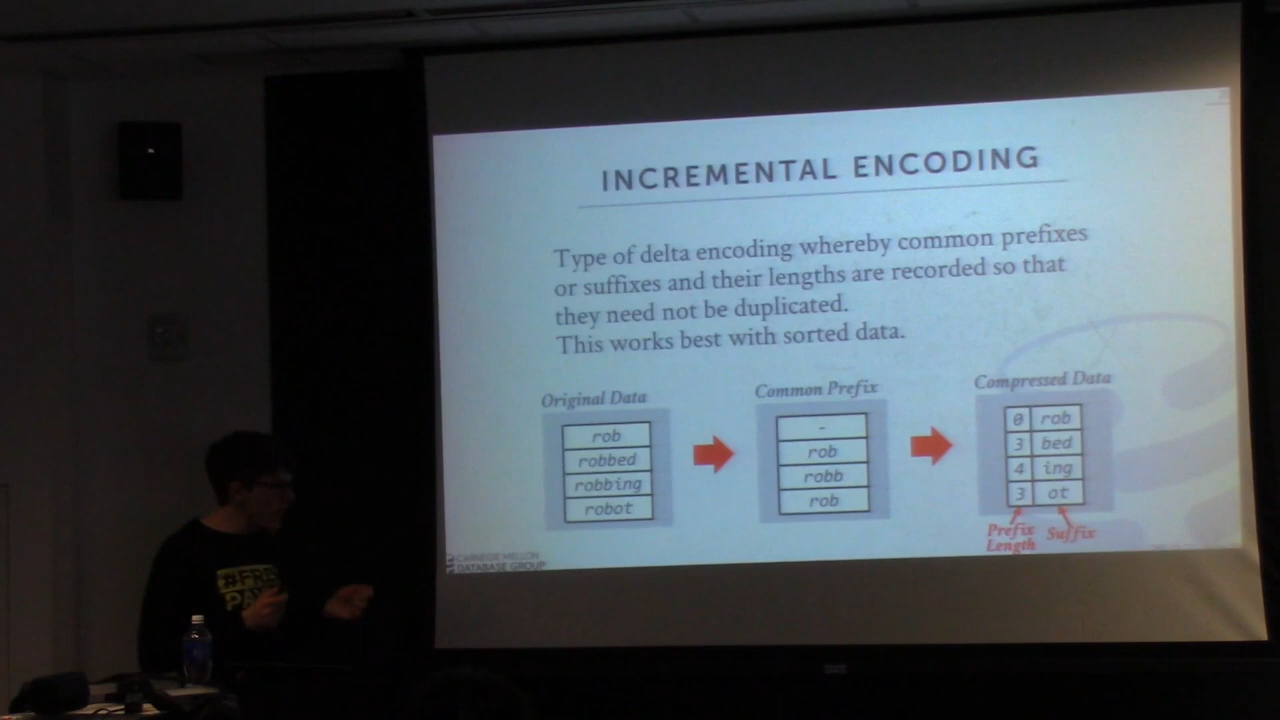 INCREMENTAL ENCODING
Type of delta encoding whereby common prefixes
or suffixes and their lengths are recorded so that
they need not be duplicated.
This works best with sorted data.
Original Data
rob
robbed
robbing
robot
Common Prefix
-
rob
robb
rob
Compressed Data
0 rob
3 bed
4 ing
3 ot
Prefix
Length
Suffix
CARNEGIE MELLON
DATABASE GROUP
#FRE